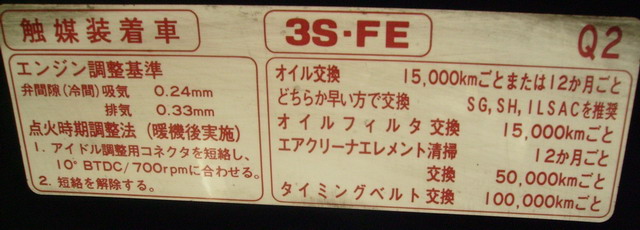 触媒装着車
3S-FE
Q2
エンジン調整基準
弁間隙(冷間)吸気 0.24mm
排気 0.33mm
点火時期調整法(暖機後実施)
1. アイドル調整用コネクタを短絡し、
10° BTDC/700rpmに合わせる。
2. 短絡を解除する。
オイル交換 15,000kmごとまたは12か月ごと
どちらか早い方で交換 SG,SH,ILSACを推奨
オイルフィルタ交換 15,000kmごと
エアクリーナエレメント清掃 12か月ごと
交換 50,000kmごと
タイミングベルト交換 100,000kmごと